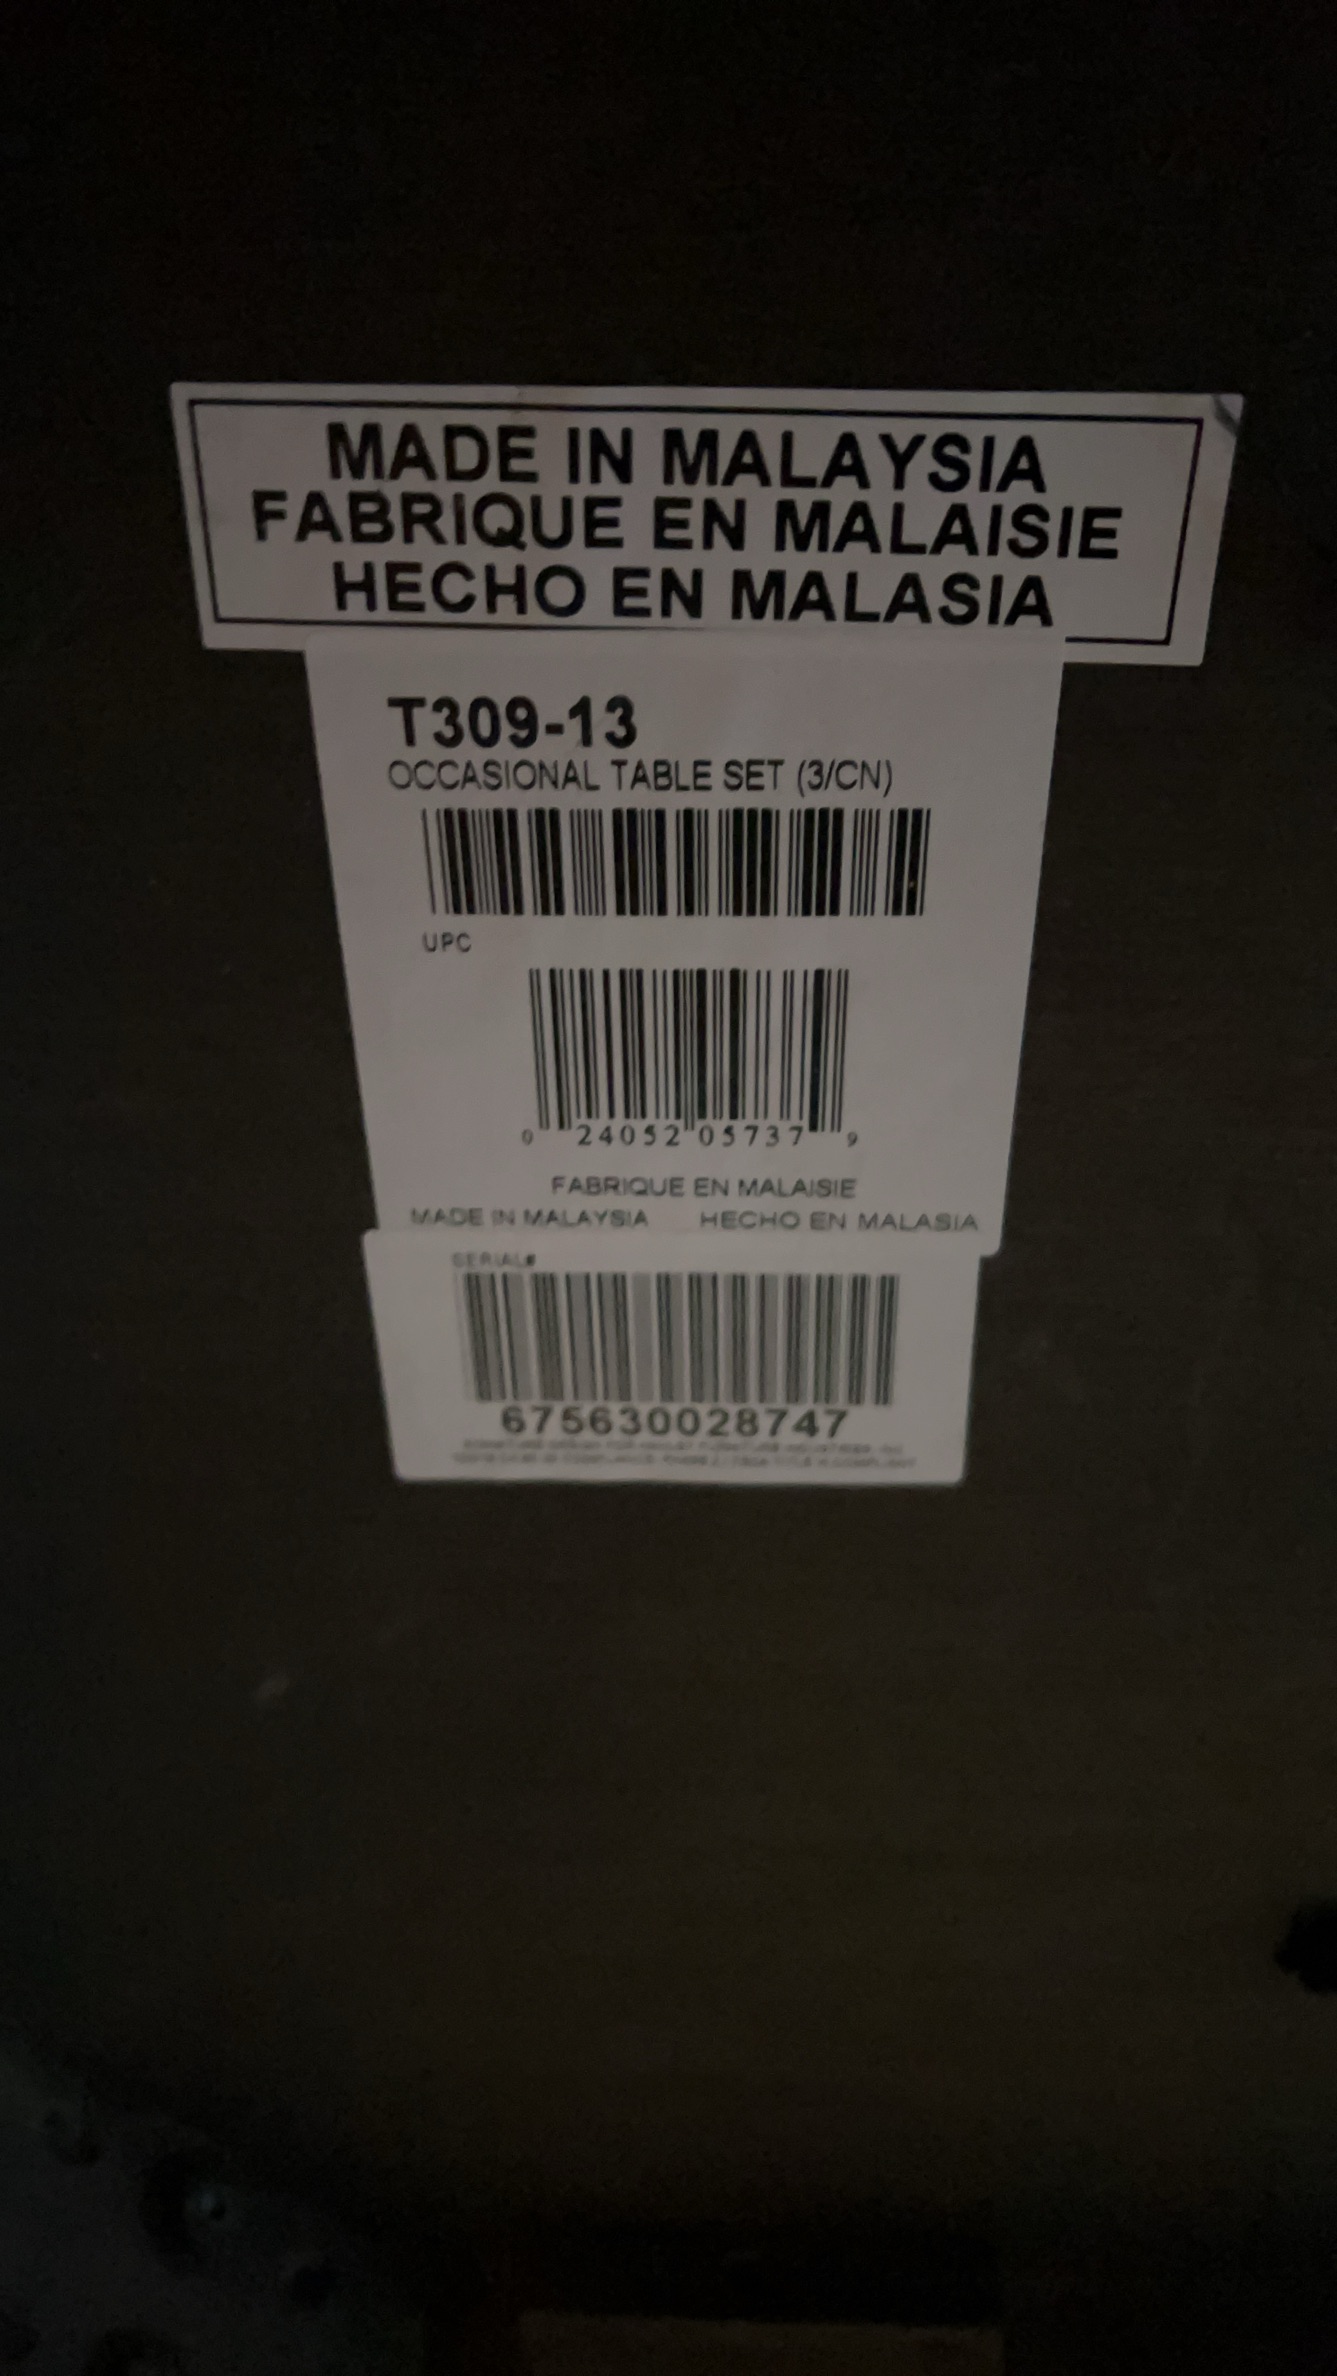 MADE IN MALAYSIA
FABRIQUE EN MALAISIE
HECHO EN MALASIA
T309-13
OCCASIONAL TABLE SET (3/CN)
UPC
0 24052 05737 9
FABRIQUE EN MALAISIE
MADE IN MALAYSIA HECHO EN MALASIA
SERIAL#
675630028747